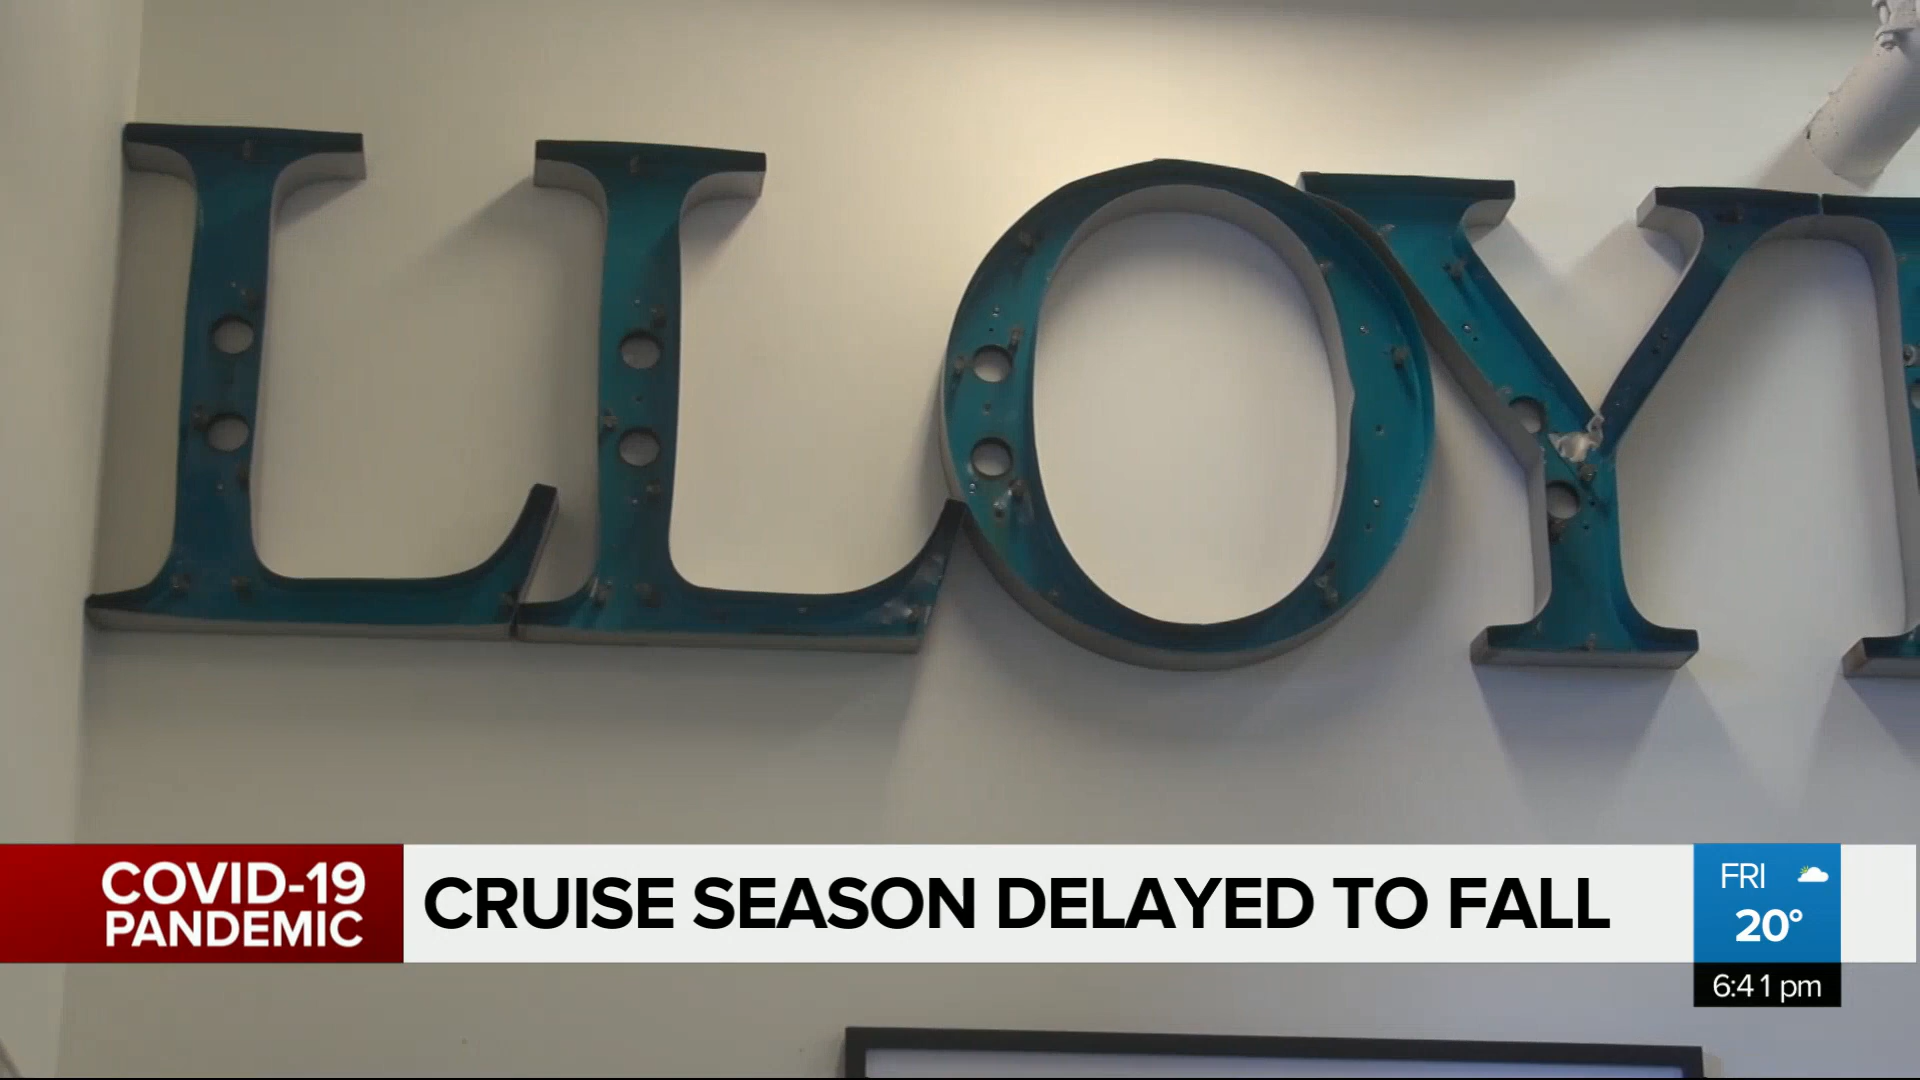 LLOY
COVID-19
PANDEMIC
CRUISE SEASON DELAYED TO FALL
FRI
20°
6:41 pm